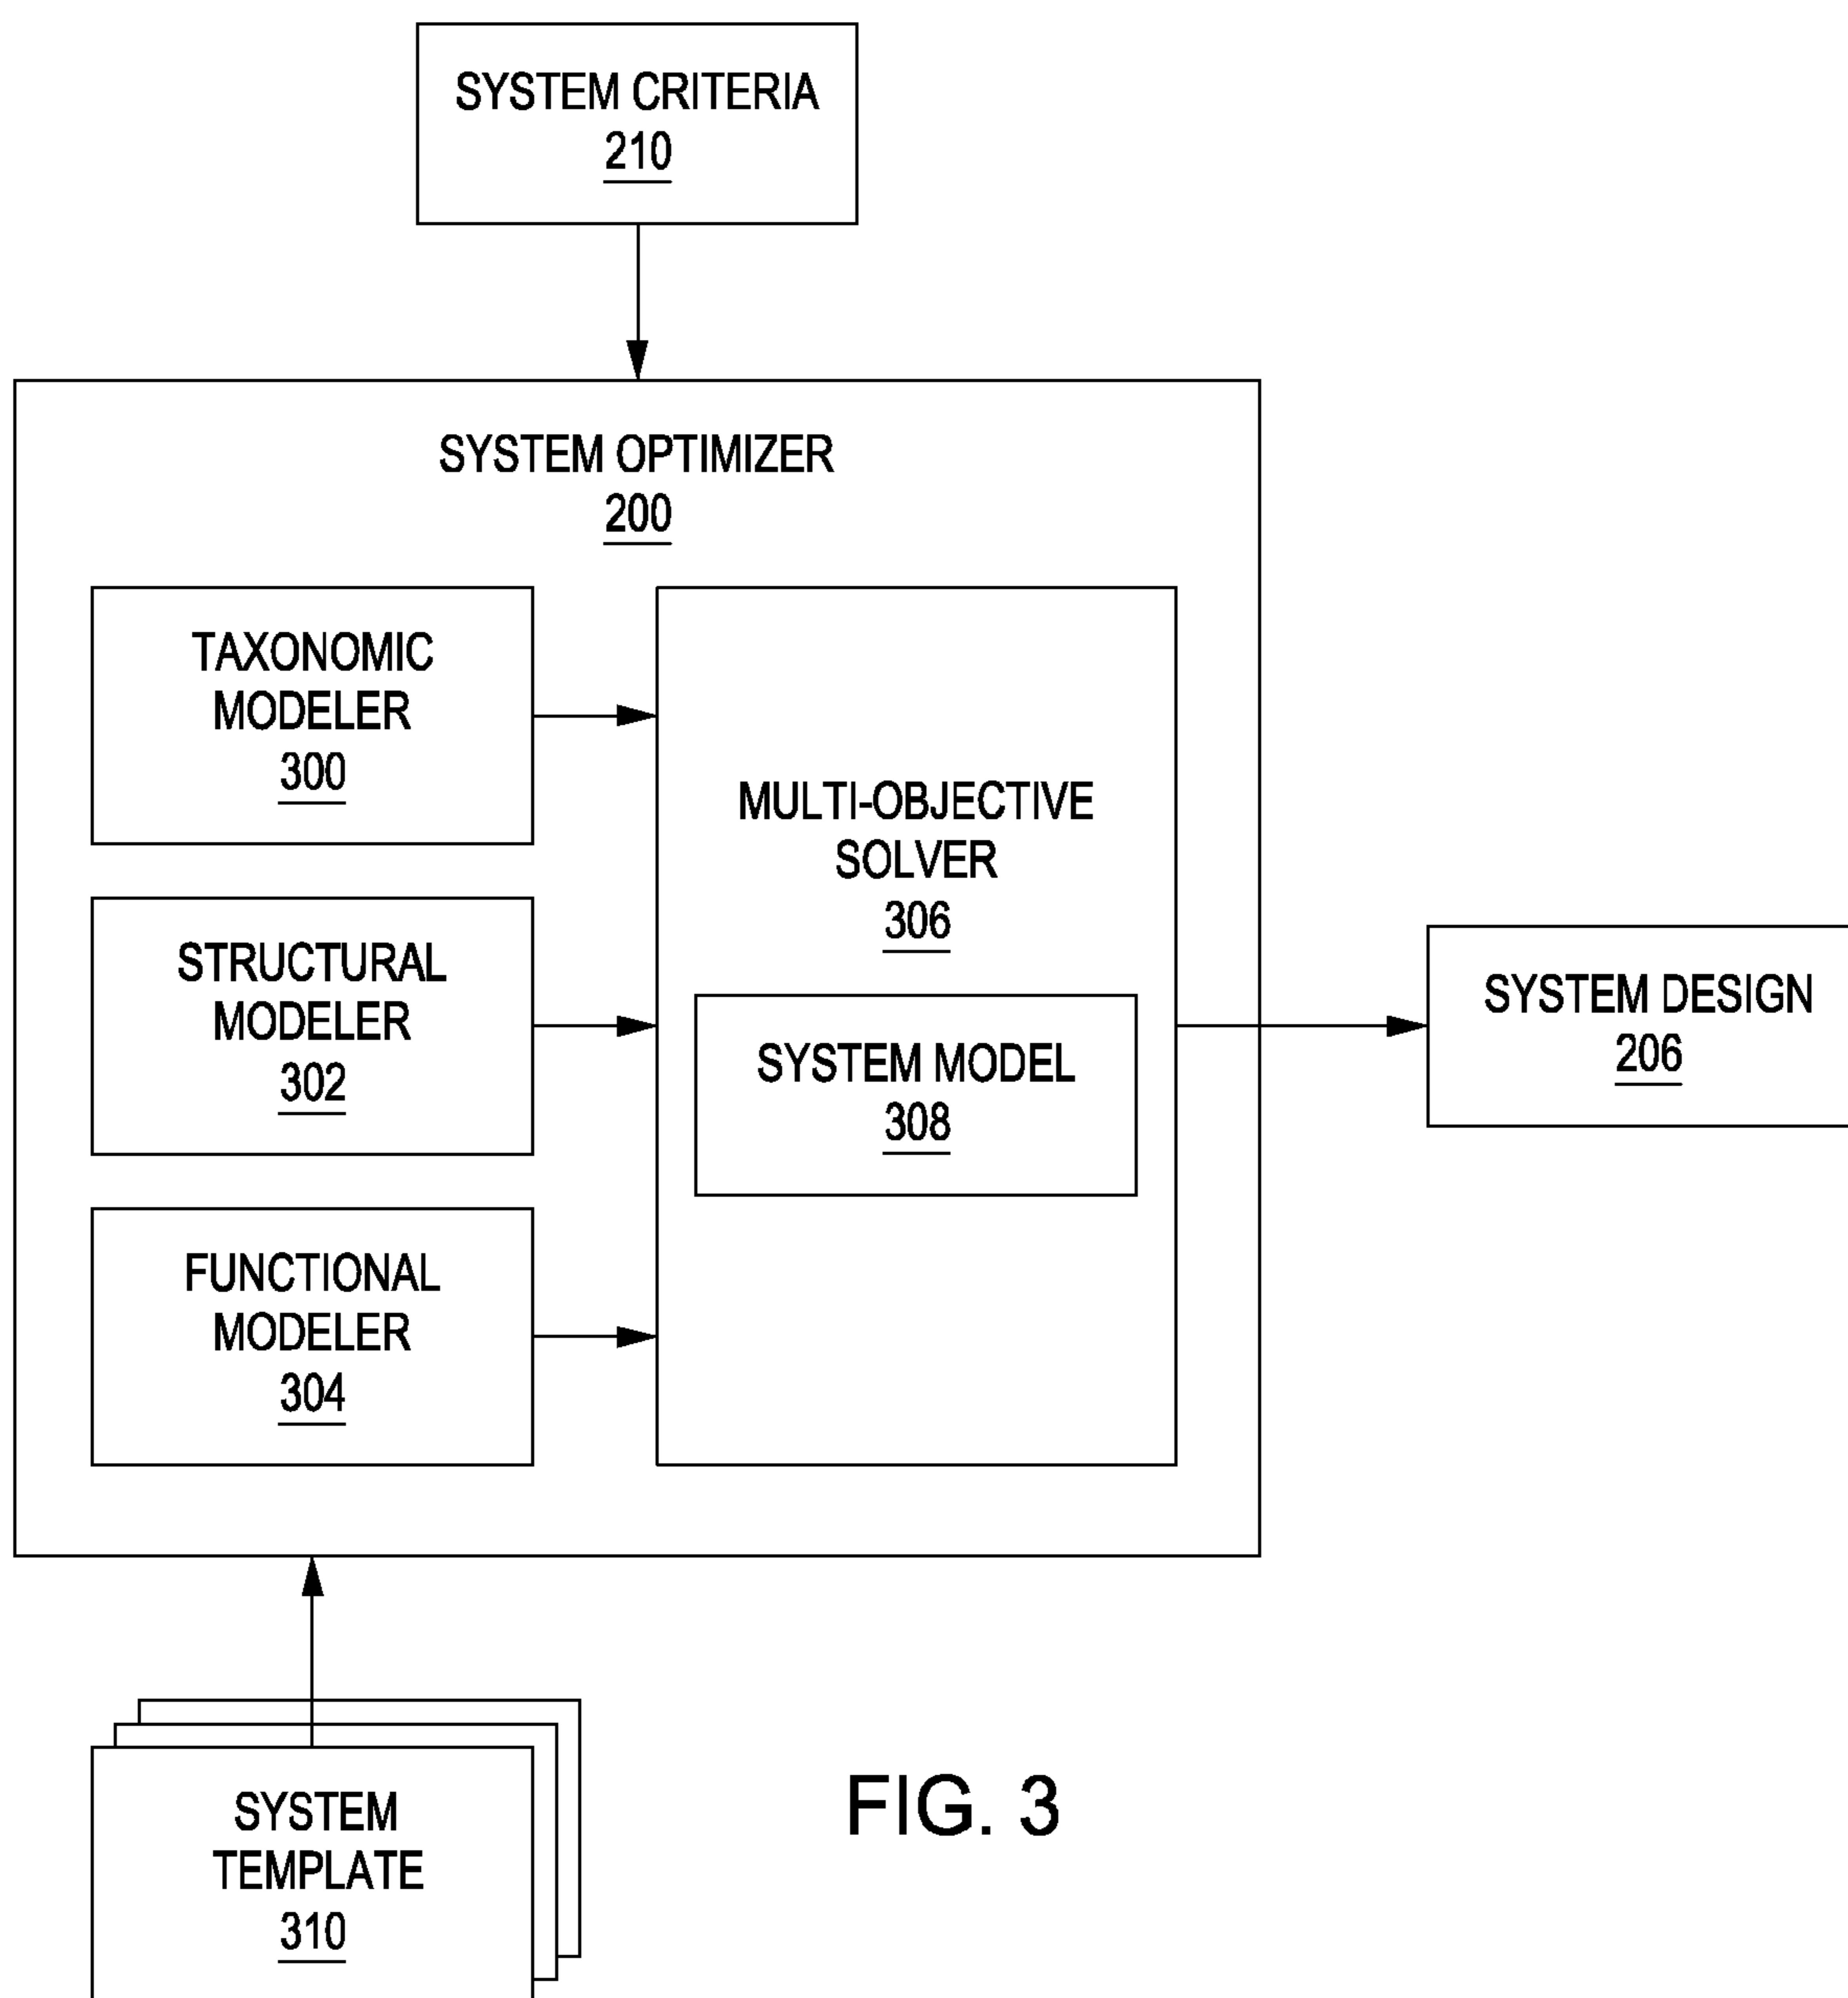 SYSTEM CRITERIA
210
SYSTEM OPTIMIZER
200
TAXONOMIC
MODELER
300
STRUCTURAL
MODELER
302
FUNCTIONAL
MODELER
304
MULTI-OBJECTIVE
SOLVER
306
SYSTEM MODEL
308
SYSTEM DESIGN
206
SYSTEM
TEMPLATE
310
FIG. 3